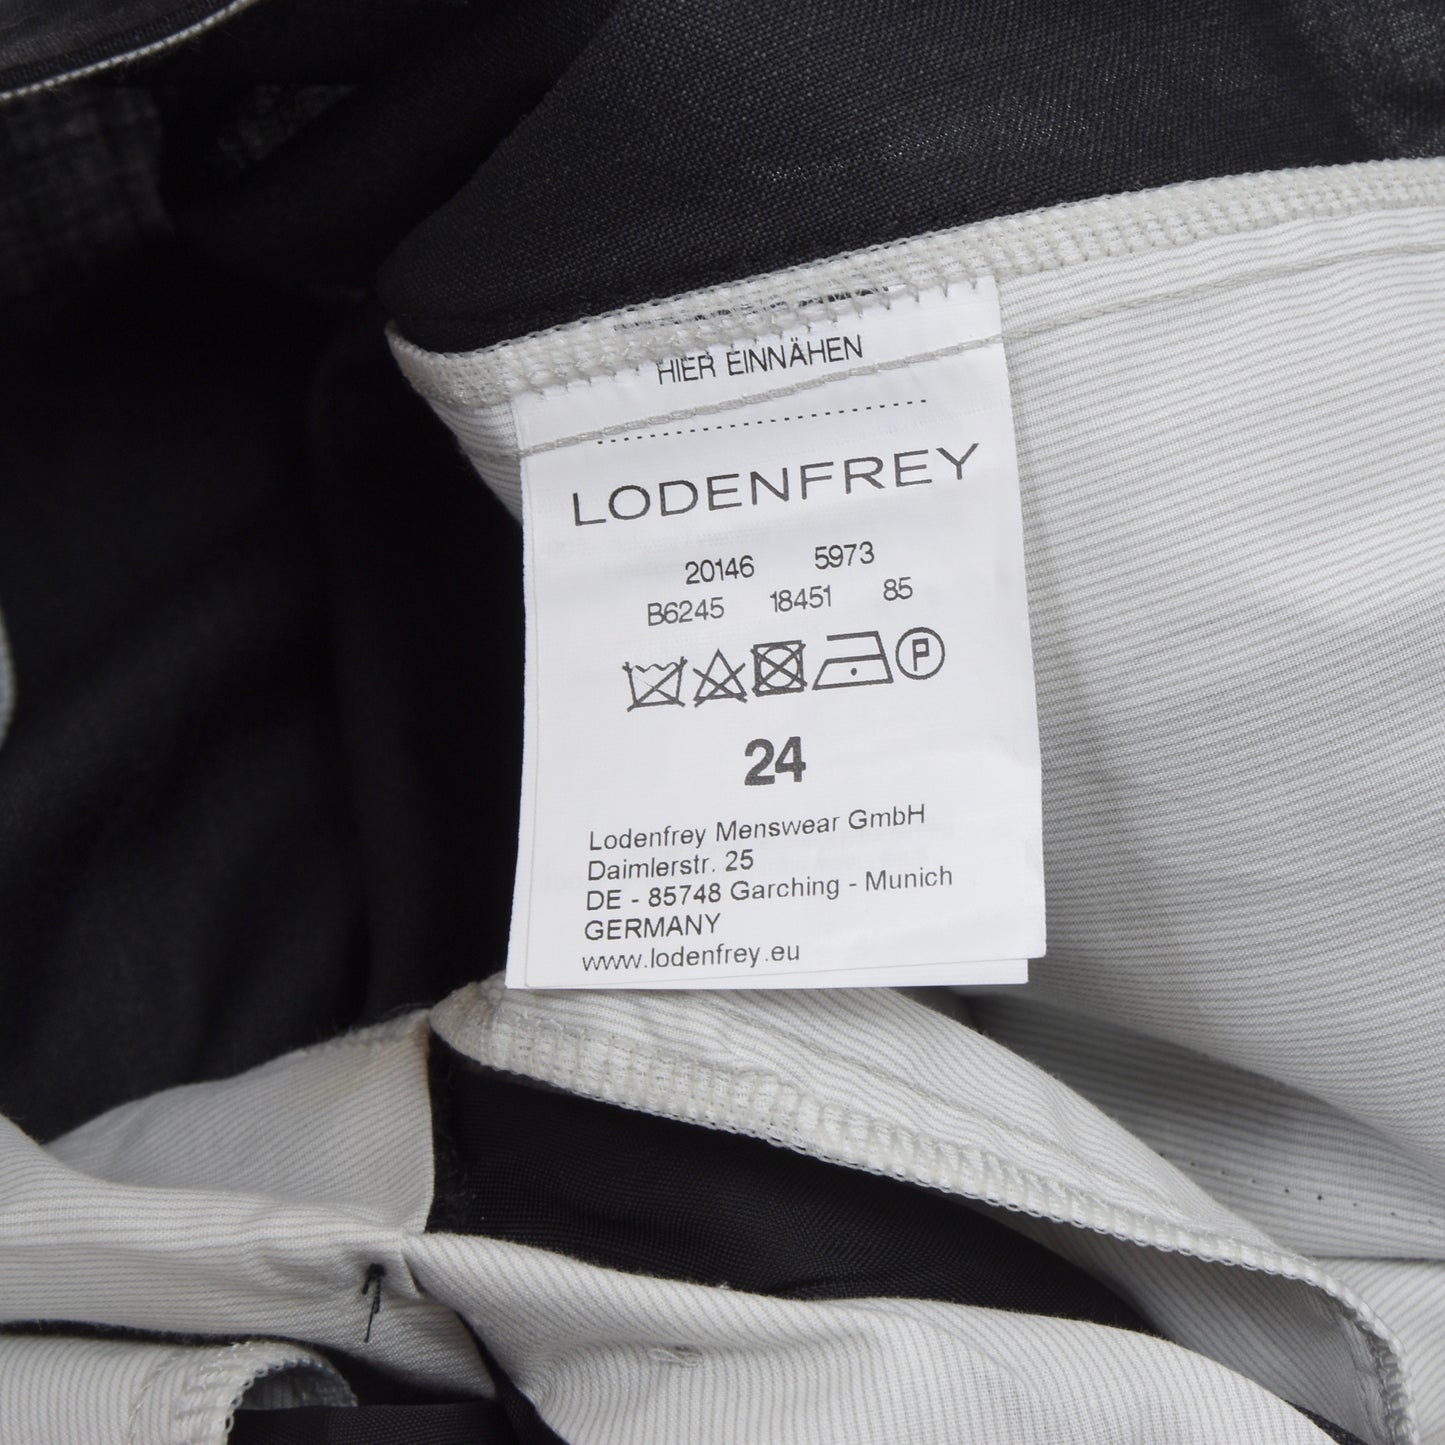 HIER EINNÄHEN
LODENFREY
20146 5973
B6245 18451 85
P
24
Lodenfrey Menswear GmbH
Daimlerstr. 25
DE - 85748 Garching - Munich
GERMANY
www.lodenfrey.eu